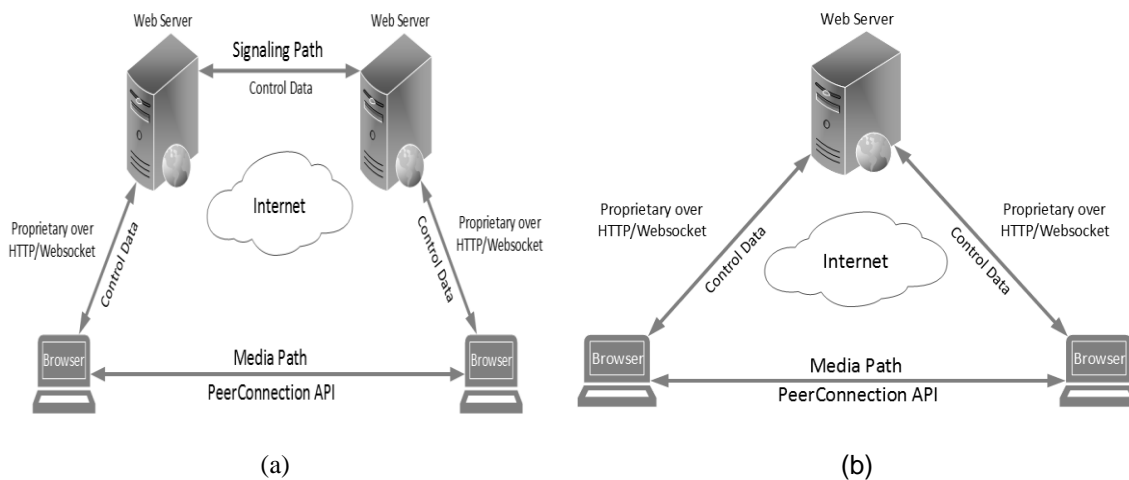 Web Server
Web Server
Signaling Path
Control Data
Internet
Proprietary over
HTTP/Websocket
Control Data
Proprietary over
HTTP/Websocket
Control Data
Browser
Browser
Media Path
PeerConnection API
(a)
Web Server
Proprietary over
HTTP/Websocket
Control Data
Internet
Proprietary over
HTTP/Websocket
Control Data
Browser
Browser
Media Path
PeerConnection API
(b)